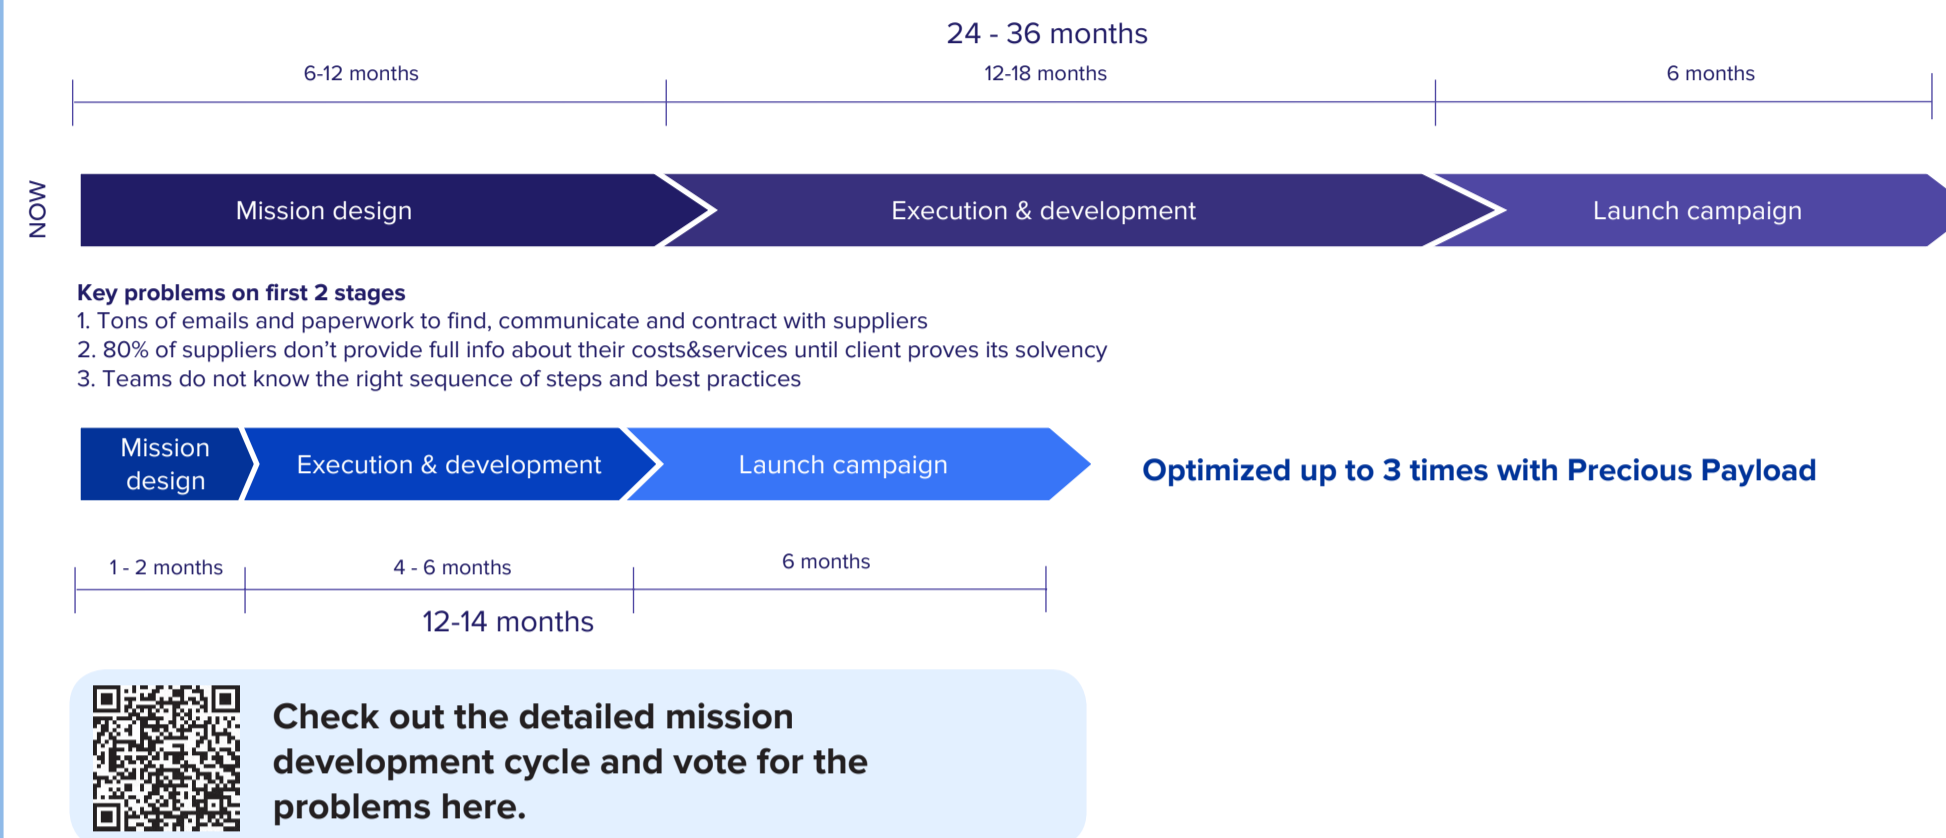 24 - 36 months
6-12 months
12-18 months
6 months
NOW
Mission design
Execution & development
Launch campaign
Key problems on first 2 stages
1. Tons of emails and paperwork to find, communicate and contract with suppliers
2. 80% of suppliers don’t provide full info about their costs&services until client proves its solvency
3. Teams do not know the right sequence of steps and best practices
Mission
design
Execution & development
Launch campaign
Optimized up to 3 times with Precious Payload
1 - 2 months
4 - 6 months
6 months
12-14 months
Check out the detailed mission
development cycle and vote for the
problems here.